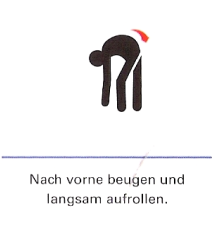 Nach vorne beugen und
langsam aufrollen.